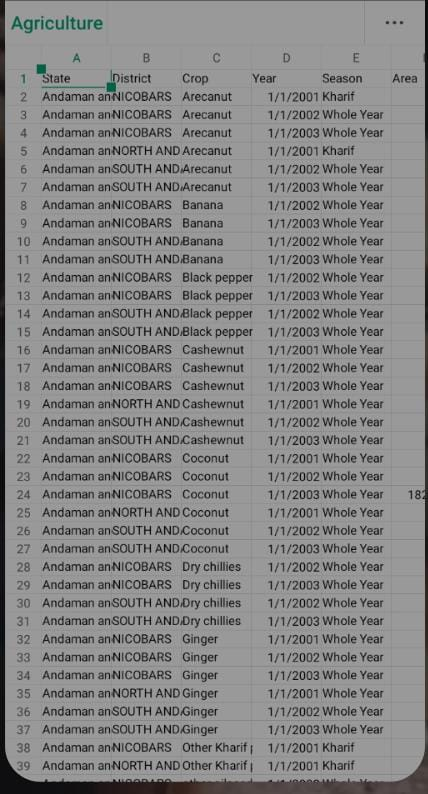 Agriculture
A B C D E
1 State District Crop Year Season Area
2 Andaman an NICOBARS Arecanut 1/1/2001 Kharif
3 Andaman an NICOBARS Arecanut 1/1/2002 Whole Year
4 Andaman an NICOBARS Arecanut 1/1/2003 Whole Year
5 Andaman an NORTH AND Arecanut 1/1/2001 Kharif
6 Andaman an SOUTH AND Arecanut 1/1/2002 Whole Year
7 Andaman an SOUTH AND Arecanut 1/1/2003 Whole Year
8 Andaman an NICOBARS Banana 1/1/2002 Whole Year
9 Andaman an NICOBARS Banana 1/1/2003 Whole Year
10 Andaman an SOUTH AND Banana 1/1/2002 Whole Year
11 Andaman an SOUTH AND Banana 1/1/2003 Whole Year
12 Andaman an NICOBARS Black pepper 1/1/2002 Whole Year
13 Andaman an NICOBARS Black pepper 1/1/2003 Whole Year
14 Andaman an SOUTH AND Black pepper 1/1/2002 Whole Year
15 Andaman an SOUTH AND Black pepper 1/1/2003 Whole Year
16 Andaman an NICOBARS Cashewnut 1/1/2001 Whole Year
17 Andaman an NICOBARS Cashewnut 1/1/2002 Whole Year
18 Andaman an NICOBARS Cashewnut 1/1/2003 Whole Year
19 Andaman an NORTH AND Cashewnut 1/1/2001 Whole Year
20 Andaman an SOUTH AND Cashewnut 1/1/2002 Whole Year
21 Andaman an SOUTH AND Cashewnut 1/1/2003 Whole Year
22 Andaman an NICOBARS Coconut 1/1/2001 Whole Year
23 Andaman an NICOBARS Coconut 1/1/2002 Whole Year
24 Andaman an NICOBARS Coconut 1/1/2003 Whole Year 182
25 Andaman an NORTH AND Coconut 1/1/2001 Whole Year
26 Andaman an SOUTH AND Coconut 1/1/2002 Whole Year
27 Andaman an SOUTH AND Coconut 1/1/2003 Whole Year
28 Andaman an NICOBARS Dry chillies 1/1/2002 Whole Year
29 Andaman an NICOBARS Dry chillies 1/1/2003 Whole Year
30 Andaman an SOUTH AND Dry chillies 1/1/2002 Whole Year
31 Andaman an SOUTH AND Dry chillies 1/1/2003 Whole Year
32 Andaman an NICOBARS Ginger 1/1/2001 Whole Year
33 Andaman an NICOBARS Ginger 1/1/2002 Whole Year
34 Andaman an NICOBARS Ginger 1/1/2003 Whole Year
35 Andaman an NORTH AND Ginger 1/1/2001 Whole Year
36 Andaman an SOUTH AND Ginger 1/1/2002 Whole Year
37 Andaman an SOUTH AND Ginger 1/1/2003 Whole Year
38 Andaman an NICOBARS Other Kharif 1/1/2001 Kharif
39 Andaman an NORTH AND Other Kharif 1/1/2001 Kharif